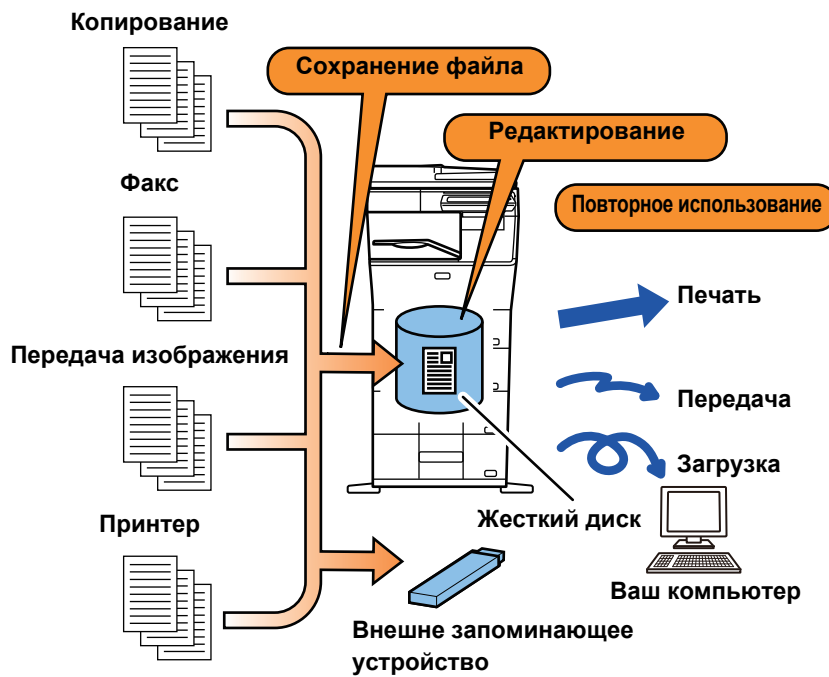 Копирование
Сохранение файла
Редактирование
Факс
Повторное использование
Печать
Передача изображения
Передача
Загрузка
Принтер
Жесткий диск
Ваш компьютер
Внешне запоминающее
устройство